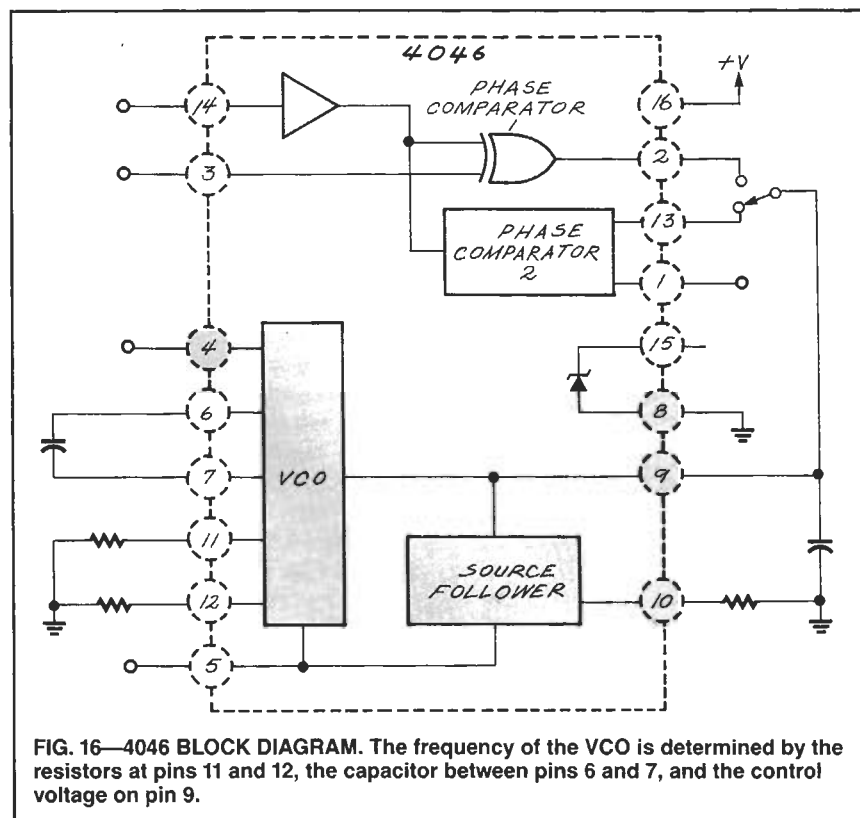 4046
PHASE
COMPARATOR
1
+V
14
16
3
2
13
PHASE
COMPARATOR
2
1
4
15
6
8
7
VCO
9
11
SOURCE
FOLLOWER
12
10
5
FIG. 16—4046 BLOCK DIAGRAM. The frequency of the VCO is determined by the
resistors at pins 11 and 12, the capacitor between pins 6 and 7, and the control
voltage on pin 9.